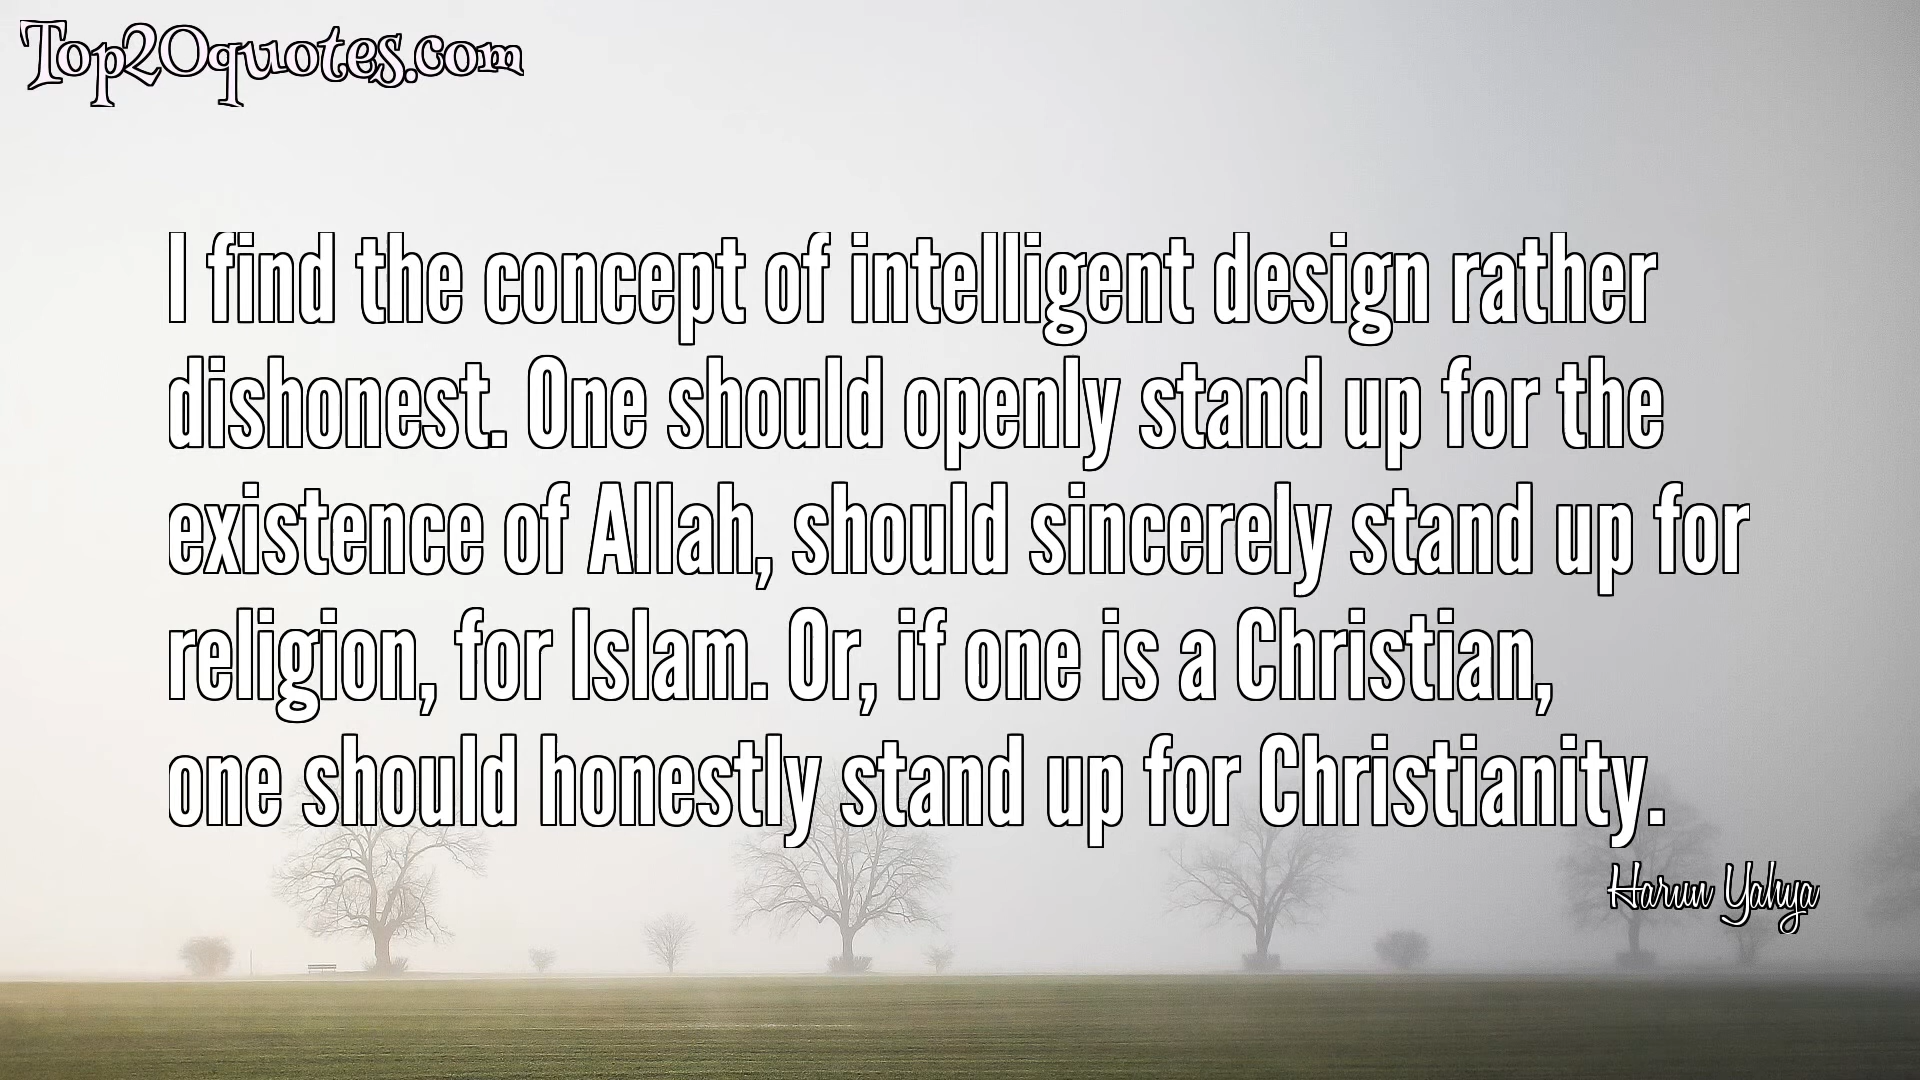 Top20quotes.com
I find the concept of intelligent design rather
dishonest. One should openly stand up for the
existence of Allah, should sincerely stand up for
religion, for Islam. Or, if one is a Christian,
one should honestly stand up for Christianity.
Harun Yahya